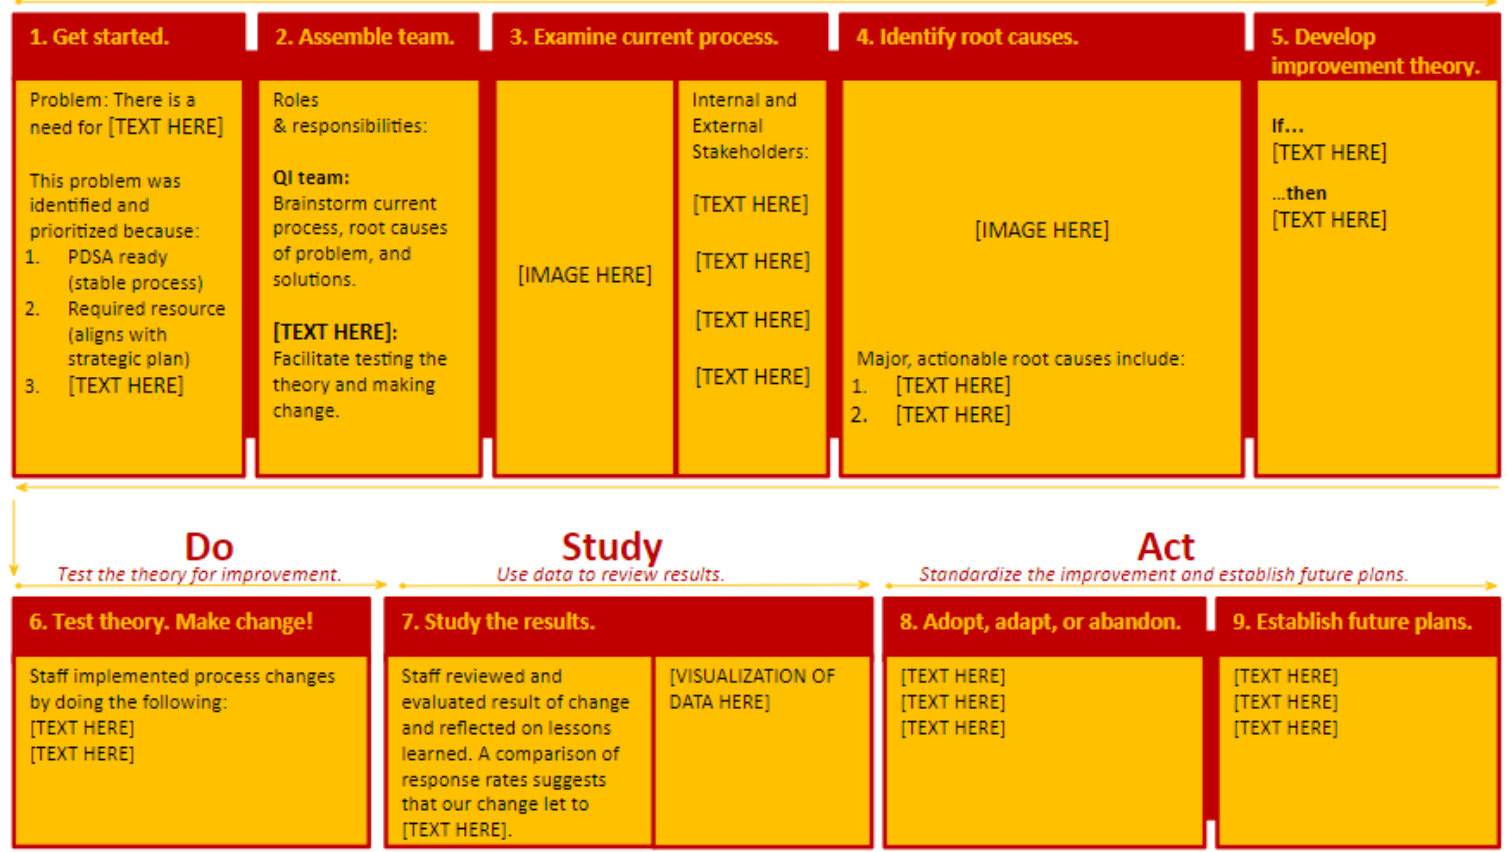 1. Get started.
Problem: There is a
need for [TEXT HERE]
This problem was
identified and
prioritized because:
1. PDSA ready
(stable process)
2. Required resource
(aligns with
strategic plan)
3. [TEXT HERE]
2. Assemble team.
Roles
& responsibilities:
QI team:
Brainstorm current
process, root causes
of problem, and
solutions.
[TEXT HERE]:
Facilitate testing the
theory and making
change.
3. Examine current process.
[IMAGE HERE]
Internal and
External
Stakeholders:
[TEXT HERE]
[TEXT HERE]
[TEXT HERE]
[TEXT HERE]
4. Identify root causes.
[IMAGE HERE]
Major, actionable root causes include:
1. [TEXT HERE]
2. [TEXT HERE]
5. Develop
improvement theory.
If...
[TEXT HERE]
...then
[TEXT HERE]
Do
Test the theory for improvement.
6. Test theory. Make change!
Staff implemented process changes
by doing the following:
[TEXT HERE]
[TEXT HERE]
Study
Use data to review results.
7. Study the results.
Staff reviewed and
evaluated result of change
and reflected on lessons
learned. A comparison of
response rates suggests
that our change let to
[TEXT HERE].
[VISUALIZATION OF
DATA HERE]
Act
Standardize the improvement and establish future plans.
8. Adopt, adapt, or abandon.
[TEXT HERE]
[TEXT HERE]
[TEXT HERE]
9. Establish future plans.
[TEXT HERE]
[TEXT HERE]
[TEXT HERE]